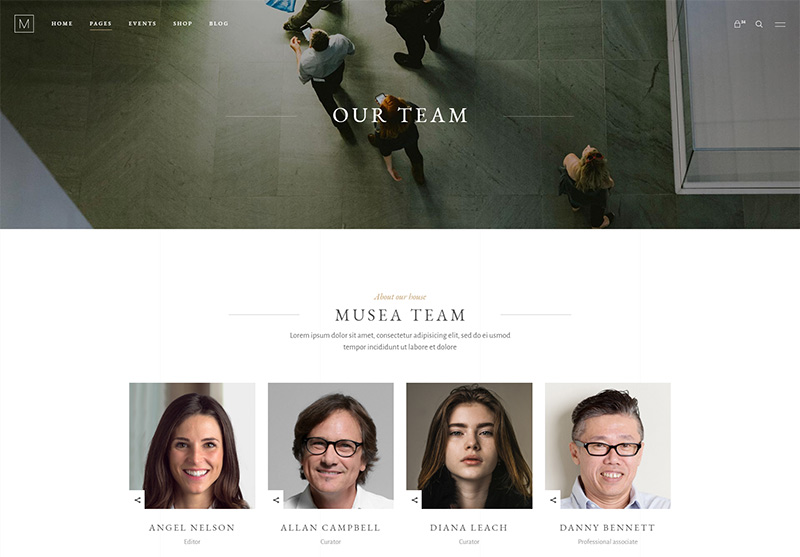 M
HOME PAGES EVENTS SHOP BLOG
M
OUR TEAM
About our house
MUSEA TEAM
Lorem ipsum dolor sit amet, consectetur adipisicing elit, sed do ei usmod
tempor incididunt ut labore et dolore
ANGEL NELSON ALLAN CAMPBELL DIANA LEACH DANNY BENNETT
Editor Curator Curator Professional associate